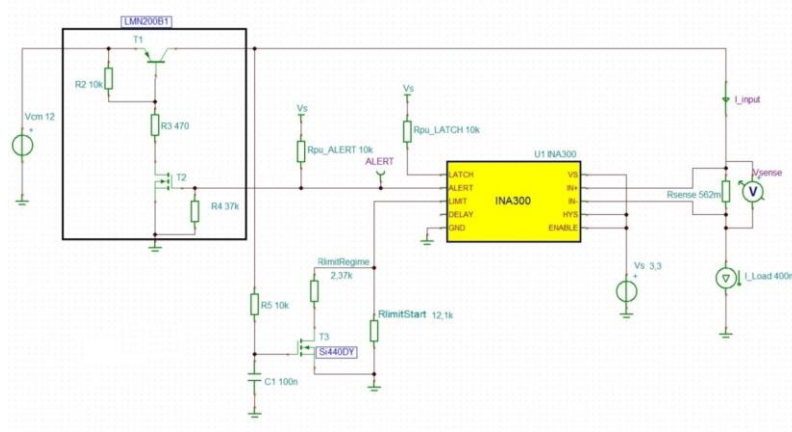 LMN200B1
T1
R2 10k
Vcm 12
+
R3 470
T2
R4 37k
Vs
Rpu_ALERT 10k
ALERT
Vs
Rpu_LATCH 10k
U1 INA300
LATCH
ALERT
LIMIT
DELAY
GND
INA300
VS
IN+
IN-
HYS
ENABLE
I_input
Vsense
+
V
Rsense 562m
Vs 3,3
+
I_Load 400m
RlimitRegime
2,37k
RlimitStart 12,1k
R5 10k
T3
Si440DY
C1 100n